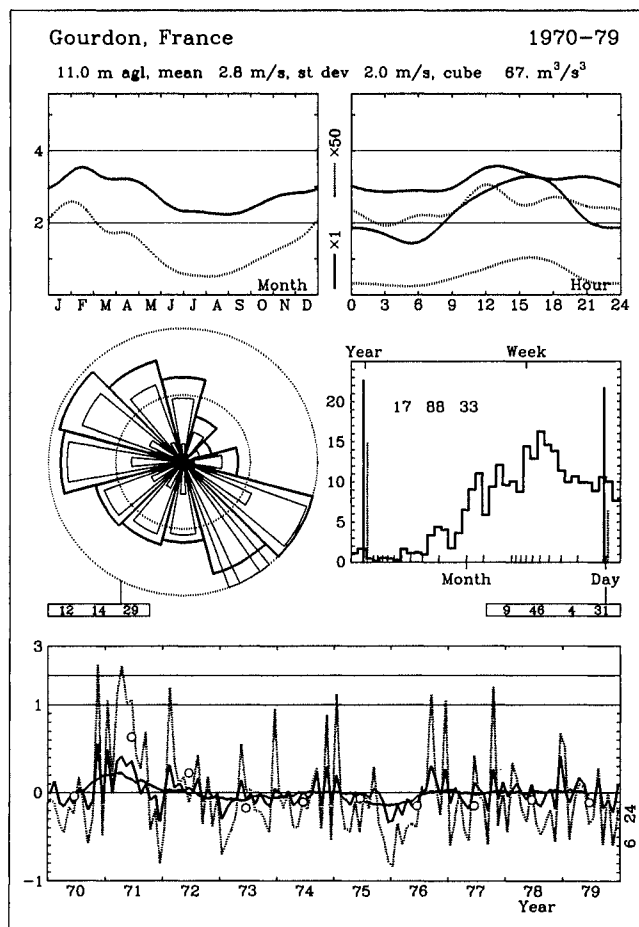 Gourdon, France 1970-79
11.0 m agl, mean 2.8 m/s, st dev 2.0 m/s, cube 67. m³/s³
4
2
×1 ×50
Month
J F M A M J J A S O N D
Hour
0 3 6 9 12 15 18 21 24
Year Week
20
15
10
5
0
17 88 33
Month Day
12 14 29
9 46 4 31
3
1
0
-1
6 24
70 71 72 73 74 75 76 77 78 79
Year